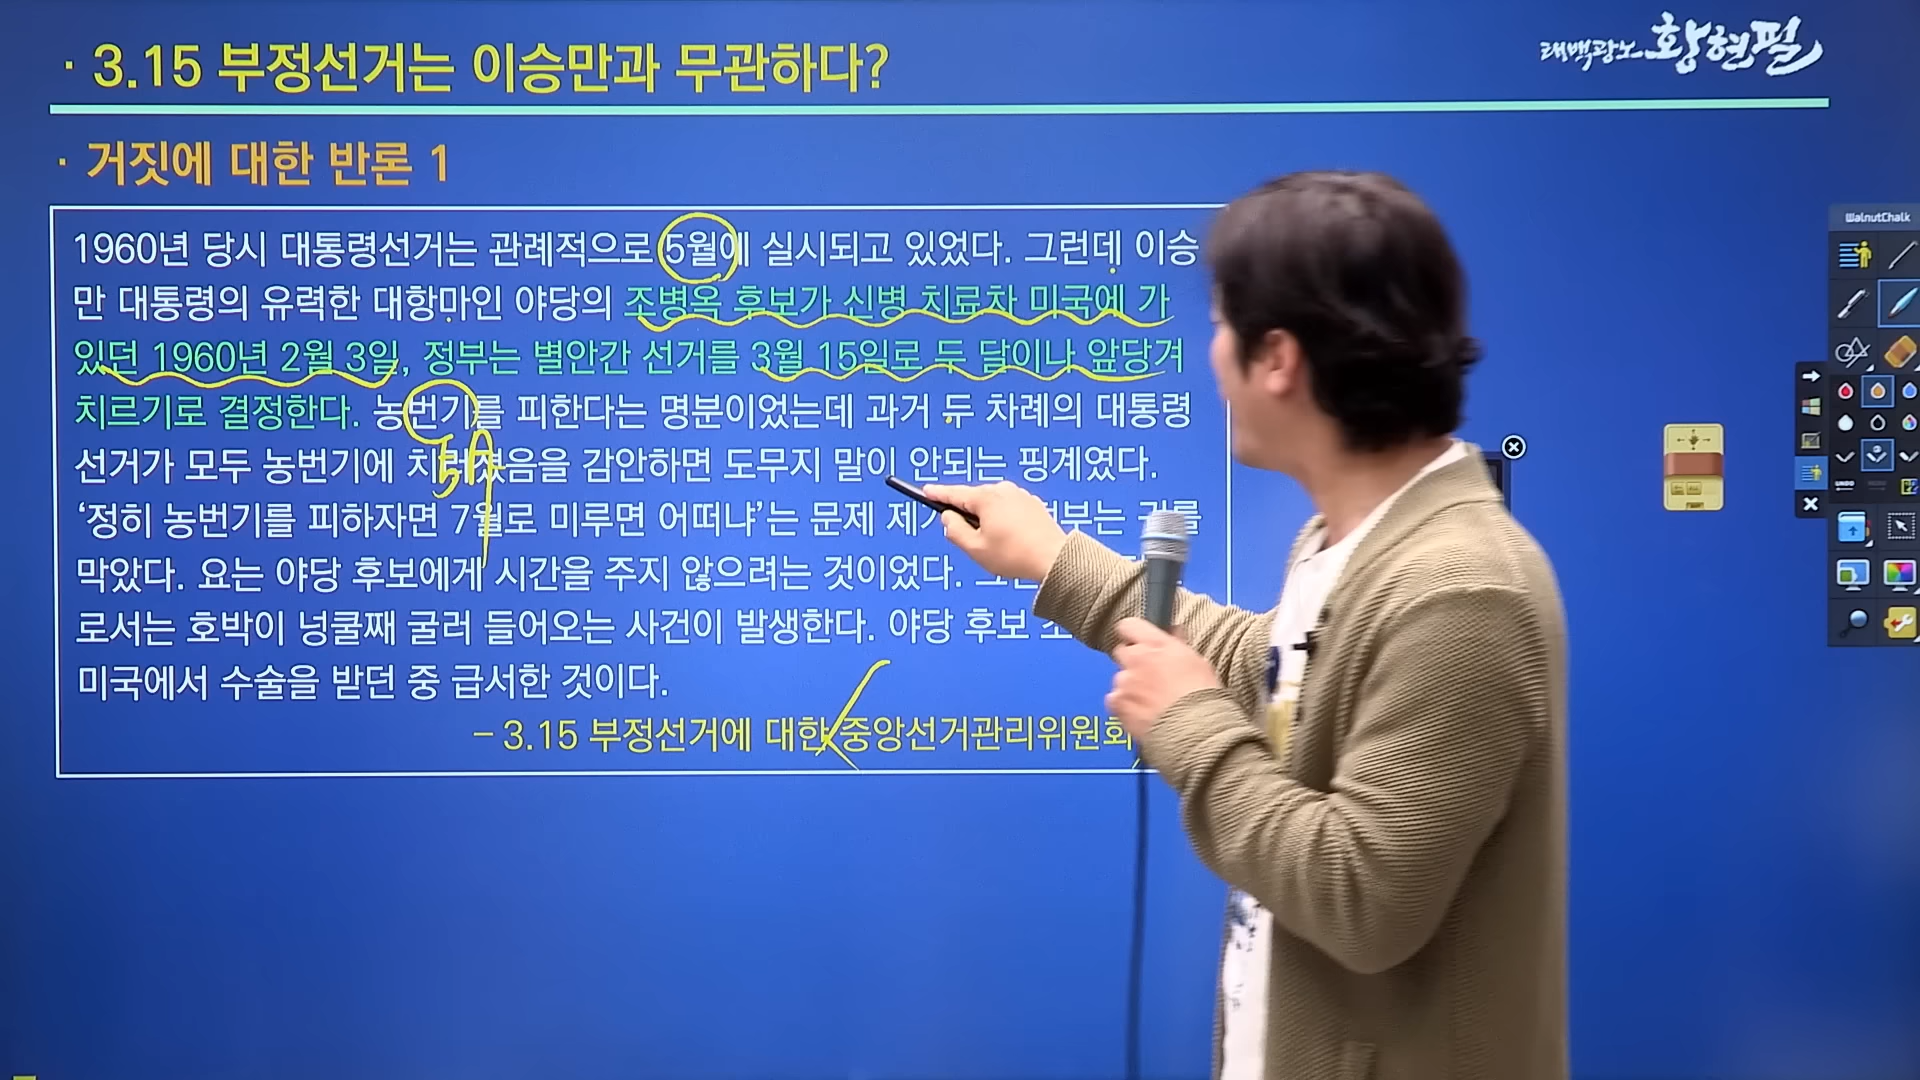 · 3.15 부정선거는 이승만과 무관하다?
태백광노 황현필
· 거짓에 대한 반론 1
1960년 당시 대통령선거는 관례적으로 5월에 실시되고 있었다. 그런데 이승
만 대통령의 유력한 대항마인 야당의 조병옥 후보가 신병 치료차 미국에 가
있던 1960년 2월 3일, 정부는 별안간 선거를 3월 15일로 두 달이나 앞당겨
치르기로 결정한다. 농번기를 피한다는 명분이었는데 과거 두 차례의 대통령
선거가 모두 농번기에 치러졌음을 감안하면 도무지 말이 안되는 핑계였다.
5月
‘정히 농번기를 피하자면 7월로 미루면 어떠냐’는 문제 제기 정부는 귀를
막았다. 요는 야당 후보에게 시간을 주지 않으려는 것이었다.
로서는 호박이 넝쿨째 굴러 들어오는 사건이 발생한다. 야당 후보
미국에서 수술을 받던 중 급서한 것이다.
– 3.15 부정선거에 대한 중앙선거관리위원회
WalnutChalk
UNDO